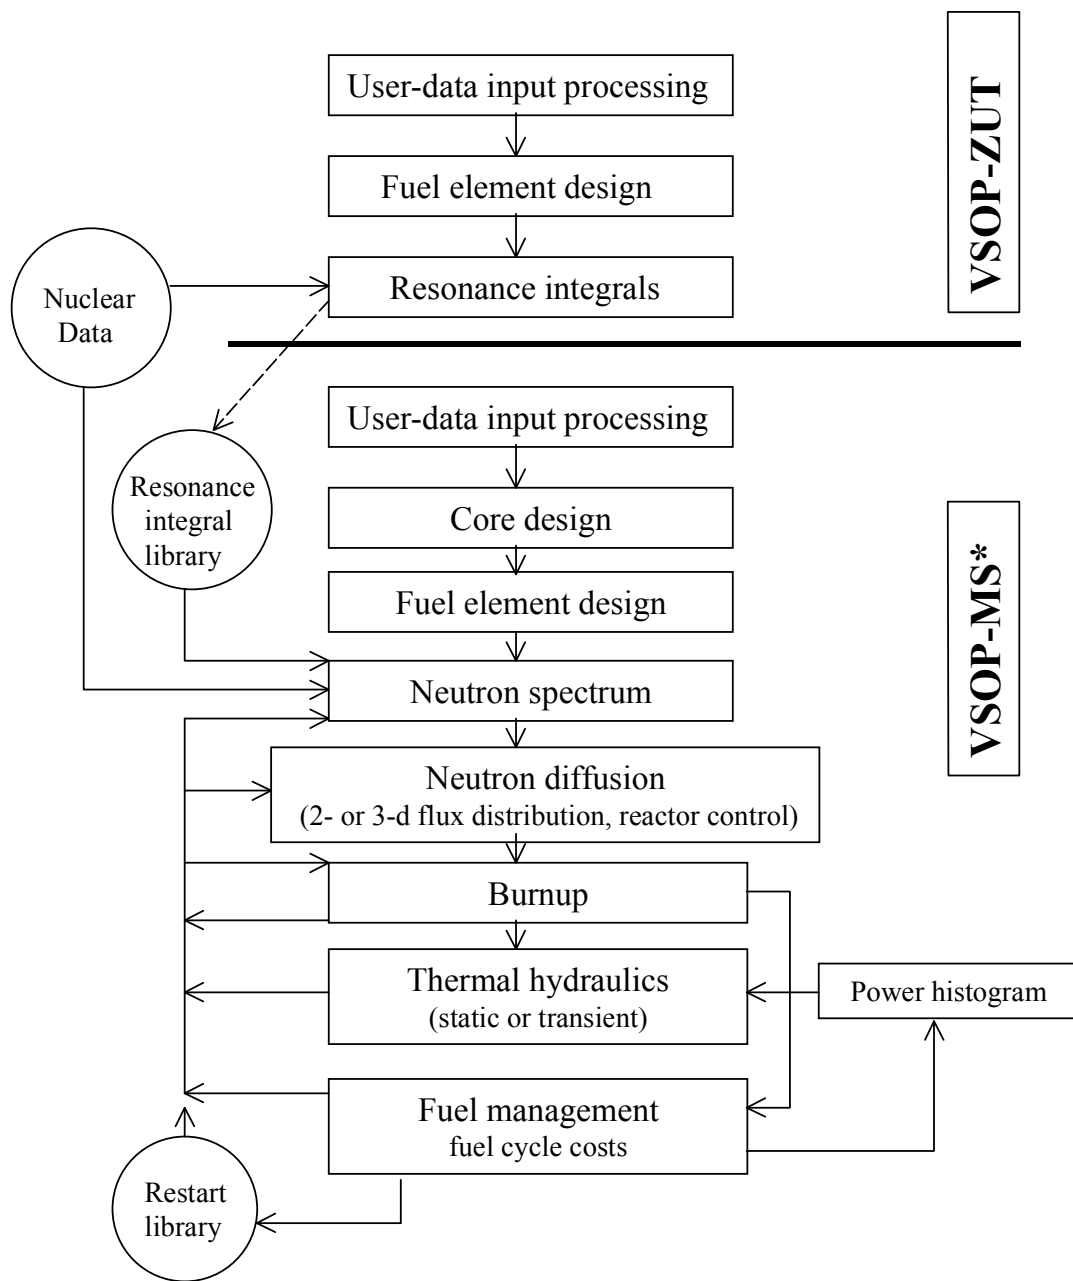 User-data input processing
VSOP-ZUT
Fuel element design
Nuclear
Data
Resonance integrals
User-data input processing
Resonance
integral
library
Core design
VSOP-MS*
Fuel element design
Neutron spectrum
Neutron diffusion
(2- or 3-d flux distribution, reactor control)
Burnup
Thermal hydraulics
(static or transient)
Power histogram
Fuel management
fuel cycle costs
Restart
library